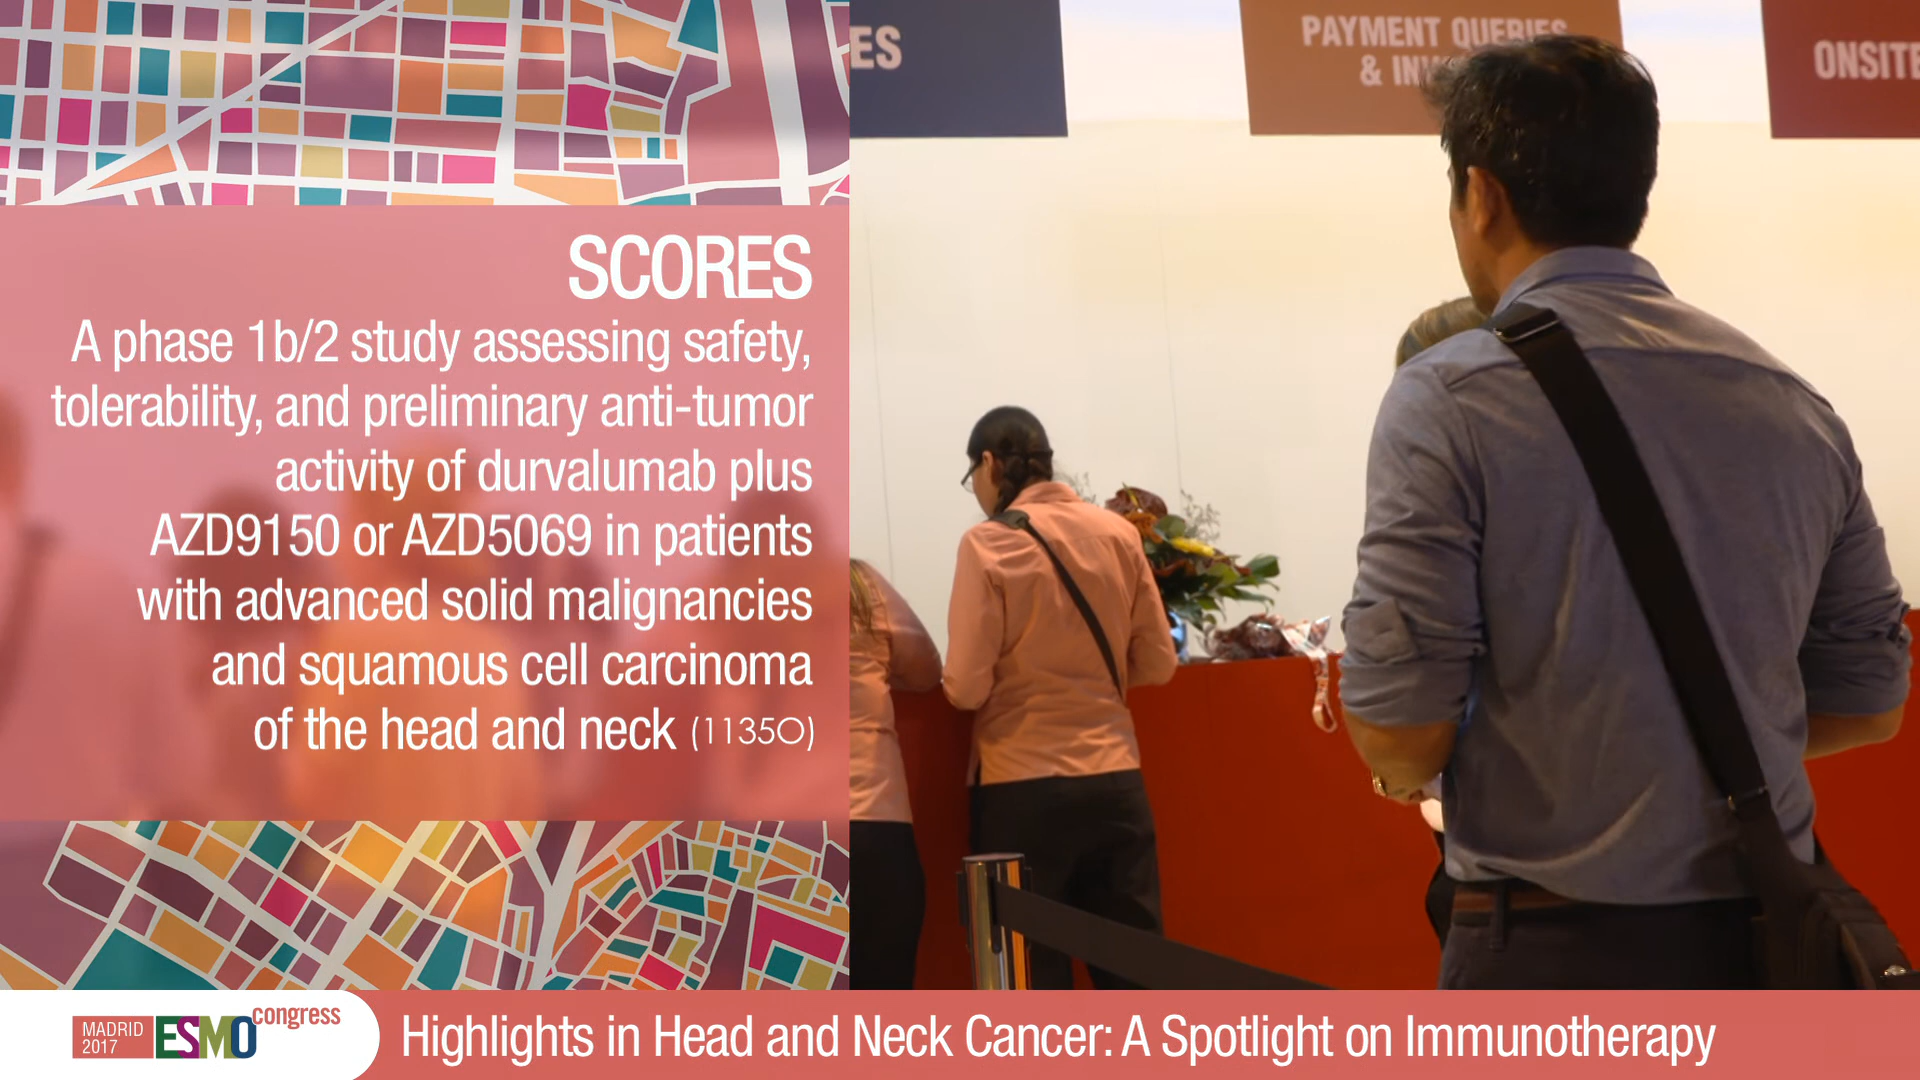 SCORES
A phase 1b/2 study assessing safety,
tolerability, and preliminary anti-tumor
activity of durvalumab plus
AZD9150 or AZD5069 in patients
with advanced solid malignancies
and squamous cell carcinoma
of the head and neck (1135O)
ES
PAYMENT QUERIES
& IN
ONSITE
MADRID
2017
ESMO congress
Highlights in Head and Neck Cancer: A Spotlight on Immunotherapy